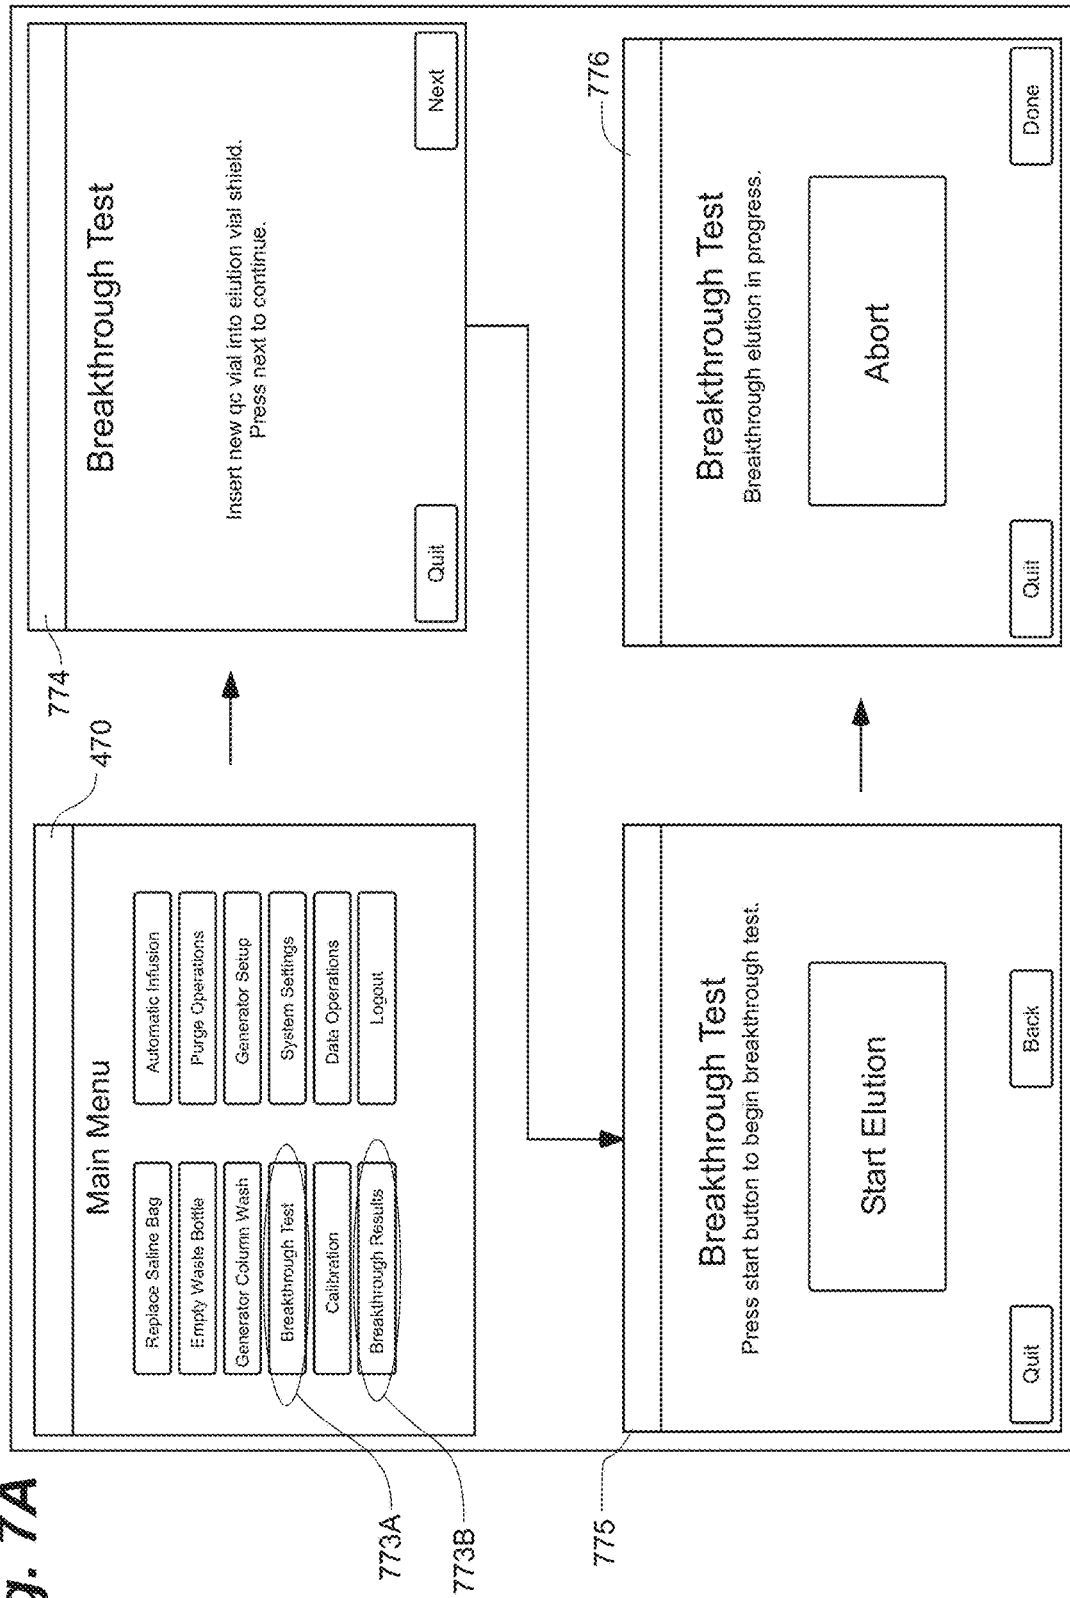 g. 7A
470
Main Menu
Replace Saline Bag
Automatic Infusion
Empty Waste Bottle
Purge Operations
Generator Column Wash
Generator Setup
Breakthrough Test
System Settings
Calibration
Data Operations
Breakthrough Results
Logout
773A
773B
774
Breakthrough Test
Insert new qc vial into elution vial shield.
Press next to continue.
Quit
Next
775
Breakthrough Test
Press start button to begin breakthrough test.
Start Elution
Quit
Back
776
Breakthrough Test
Breakthrough elution in progress.
Abort
Quit
Done